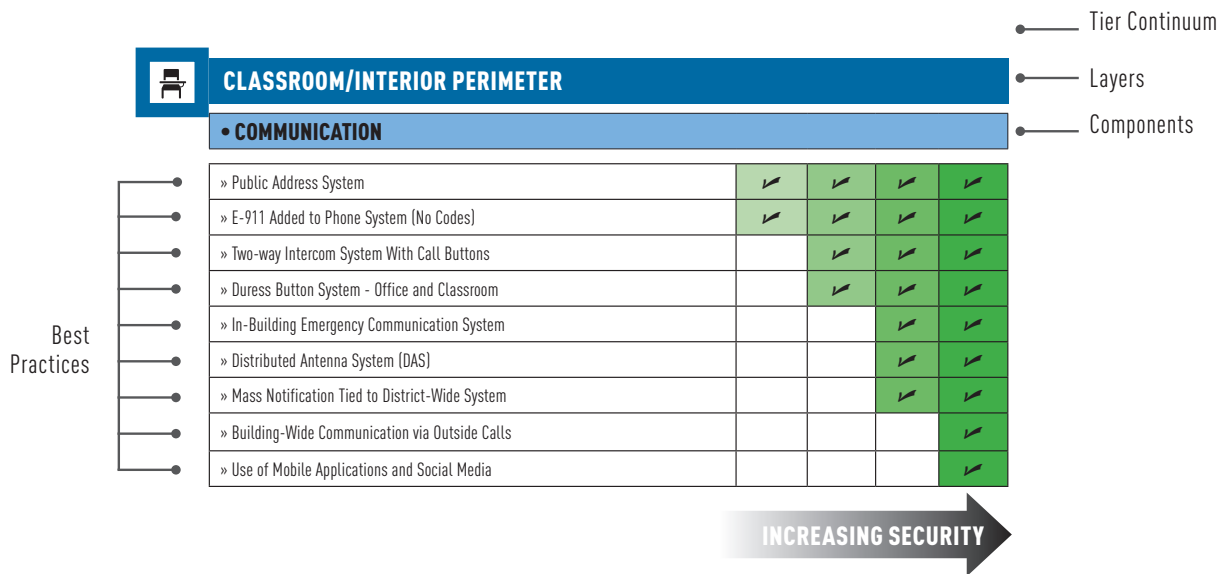 Tier Continuum
CLASSROOM/INTERIOR PERIMETER
Layers
• COMMUNICATION
Components
» Public Address System
» E-911 Added to Phone System (No Codes)
» Two-way Intercom System With Call Buttons
» Duress Button System - Office and Classroom
» In-Building Emergency Communication System
» Distributed Antenna System (DAS)
» Mass Notification Tied to District-Wide System
» Building-Wide Communication via Outside Calls
» Use of Mobile Applications and Social Media
Best
Practices
INCREASING SECURITY